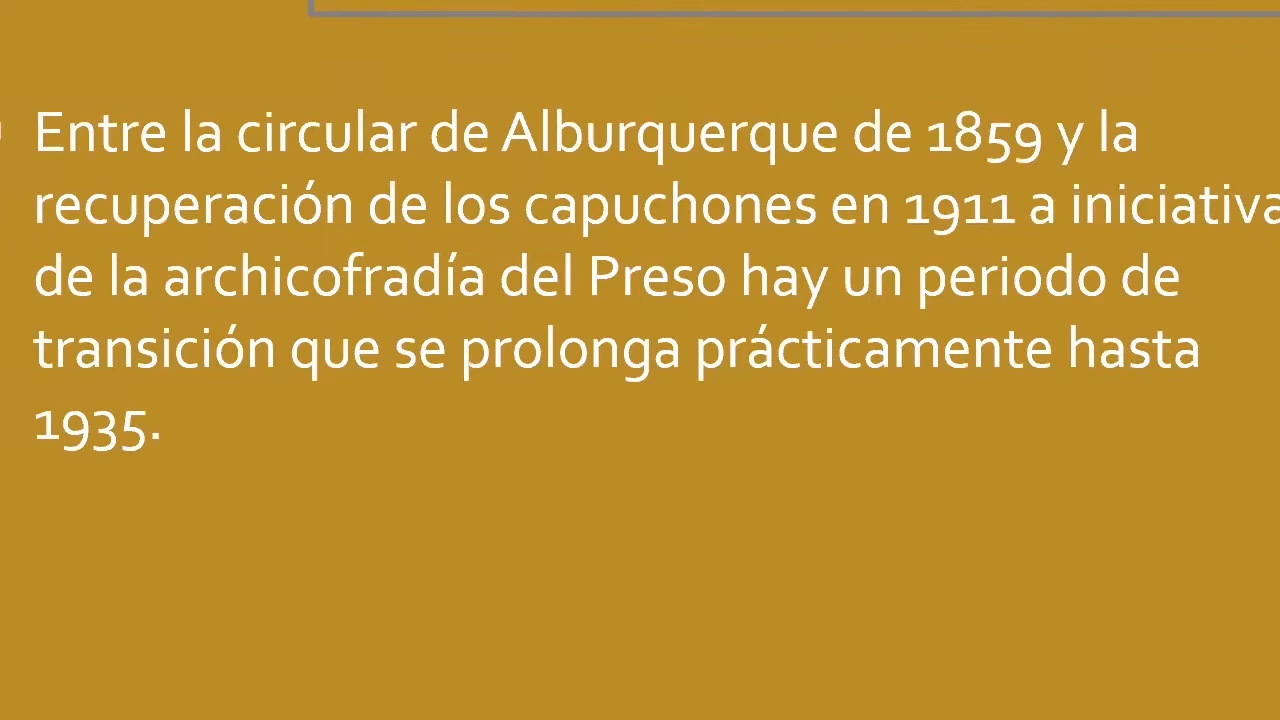 Entre la circular de Alburquerque de 1859 y la
recuperación de los capuchones en 1911 a iniciativa
de la archicofradía del Preso hay un periodo de
transición que se prolonga prácticamente hasta
1935.